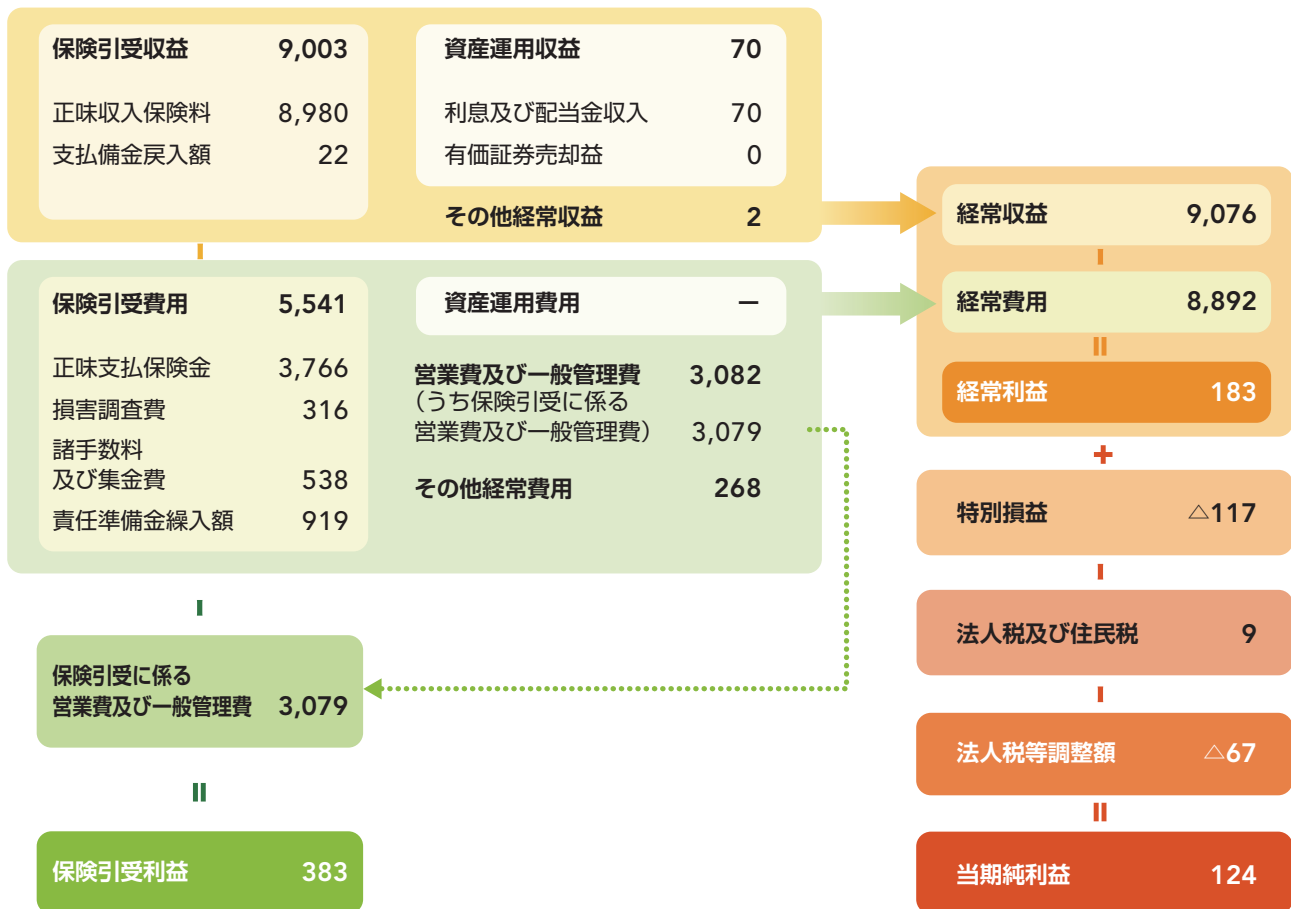 保険引受収益 9,003
正味収入保険料 8,980
支払備金戻入額 22
資産運用収益 70
利息及び配当金収入 70
有価証券売却益 0
その他経常収益 2
保険引受費用 5,541
正味支払保険金 3,766
損害調査費 316
諸手数料
及び集金費 538
責任準備金繰入額 919
資産運用費用 ー
営業費及び一般管理費 3,082
（うち保険引受に係る
営業費及び一般管理費） 3,079
その他経常費用 268
保険引受に係る
営業費及び一般管理費 3,079
保険引受利益 383
経常収益 9,076
経常費用 8,892
経常利益 183
+
特別損益 △117
法人税及び住民税 9
法人税等調整額 △67
当期純利益 124